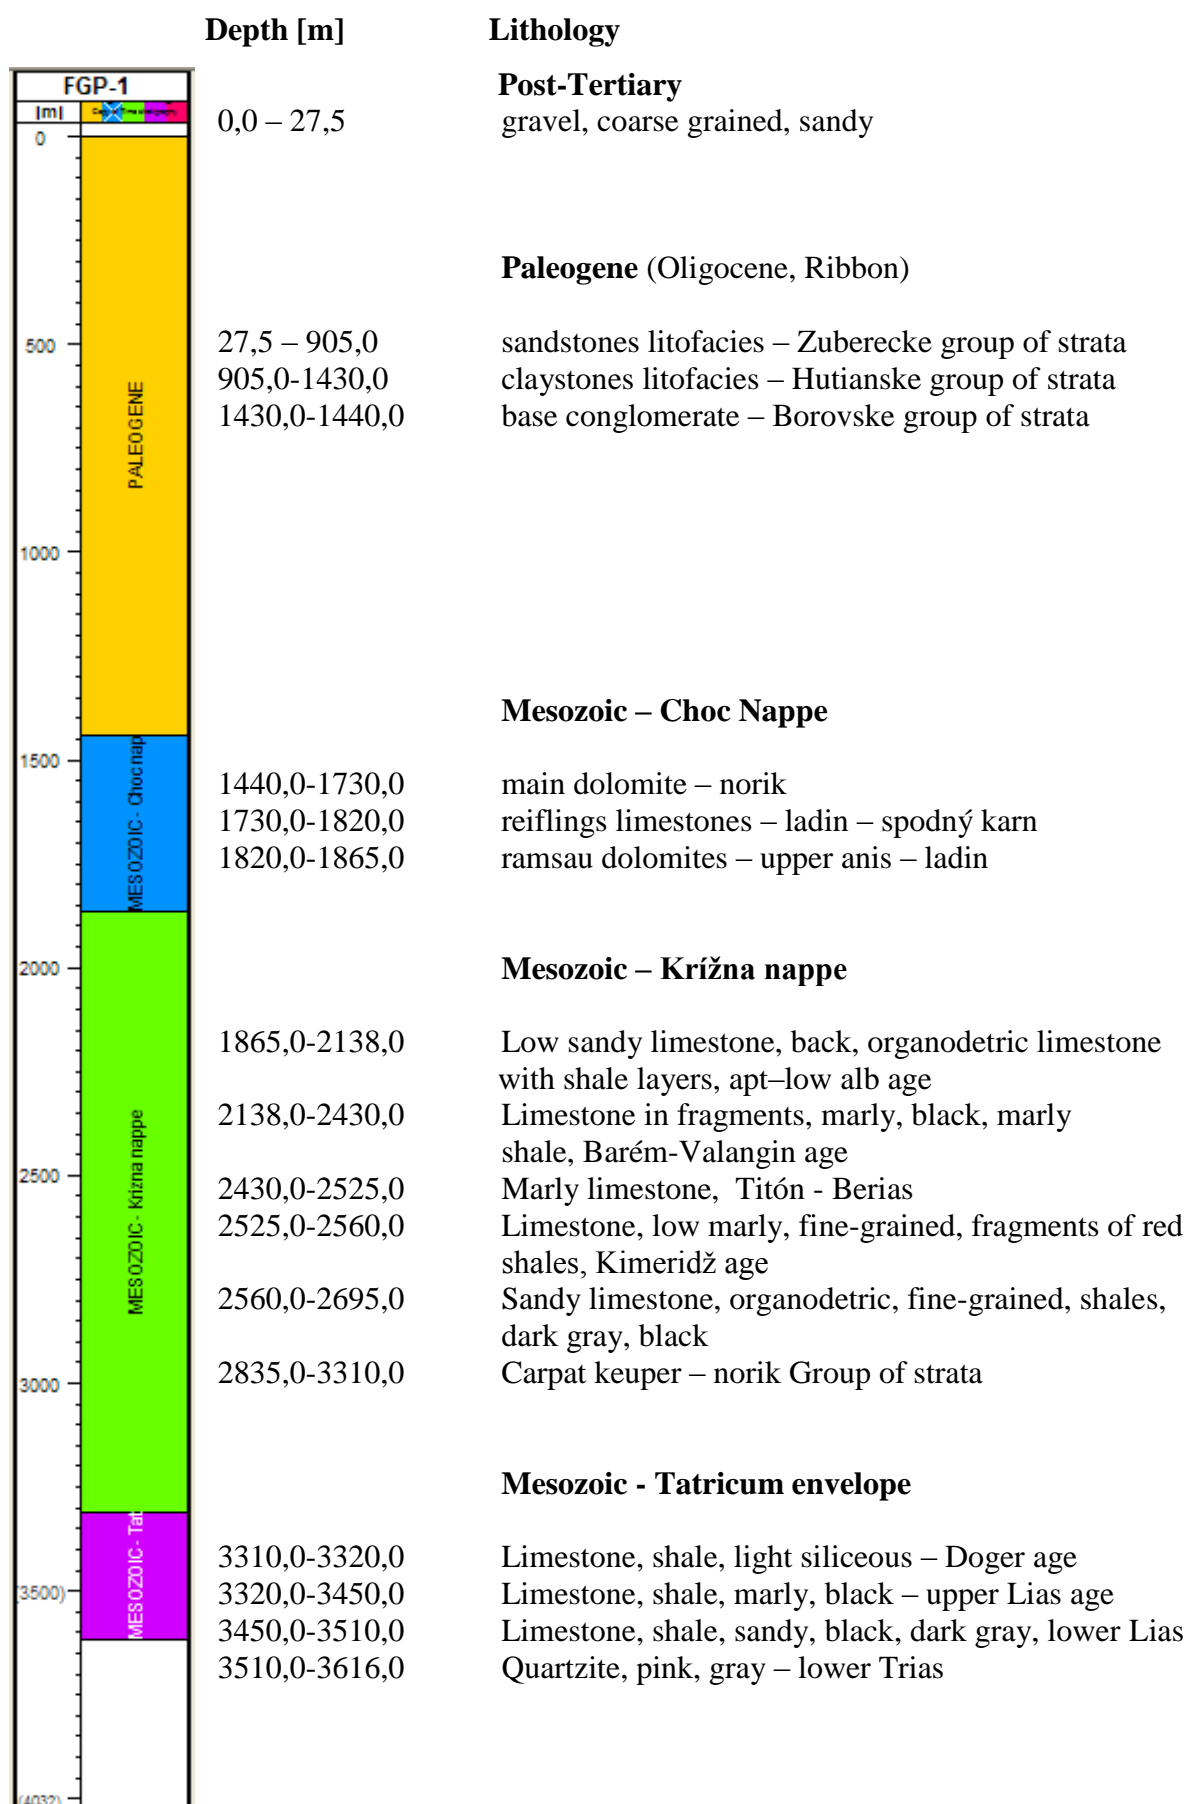 Depth [m] Lithology
FGP-1
[m]
Post-Tertiary
0,0 – 27,5 gravel, coarse grained, sandy
0
Paleogene (Oligocene, Ribbon)
27,5 – 905,0 sandstones litofacies – Zuberecke group of strata
500
905,0-1430,0 claystones litofacies – Hutianske group of strata
1430,0-1440,0 base conglomerate – Borovske group of strata
PALEOGENE
1000
Mesozoic – Choc Nappe
1500
MESOZOIC - Choc nap
1440,0-1730,0 main dolomite – norik
1730,0-1820,0 reiflings limestones – ladin – spodný karn
1820,0-1865,0 ramsau dolomites – upper anis – ladin
2000
Mesozoic – Krížna nappe
1865,0-2138,0 Low sandy limestone, back, organodetric limestone
with shale layers, apt–low alb age
2138,0-2430,0 Limestone in fragments, marly, black, marly
shale, Barém-Valangin age
2500
MESOZOIC - Krizna nappe
2430,0-2525,0 Marly limestone, Titón - Berias
2525,0-2560,0 Limestone, low marly, fine-grained, fragments of red
shales, Kimeridž age
2560,0-2695,0 Sandy limestone, organodetric, fine-grained, shales,
dark gray, black
2835,0-3310,0 Carpat keuper – norik Group of strata
3000
Mesozoic - Tatricum envelope
MESOZOIC - Tat
3310,0-3320,0 Limestone, shale, light siliceous – Doger age
3320,0-3450,0 Limestone, shale, marly, black – upper Lias age
(3500)
3450,0-3510,0 Limestone, shale, sandy, black, dark gray, lower Lias
3510,0-3616,0 Quartzite, pink, gray – lower Trias
(4032)